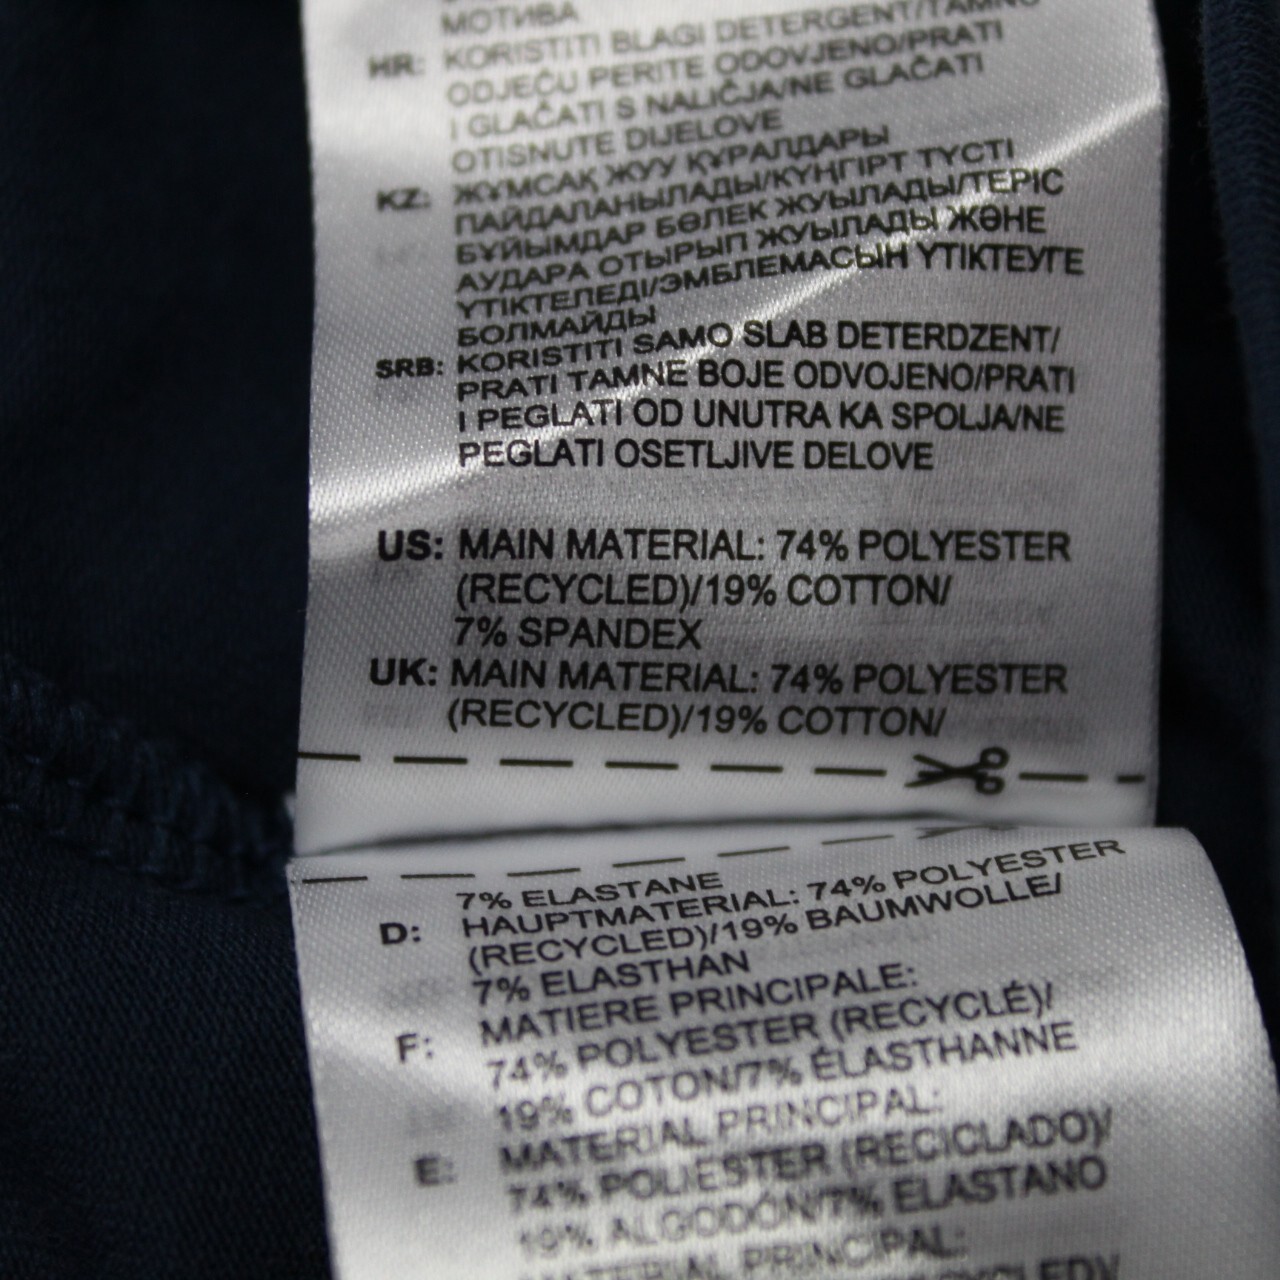 МОТИВА
HR: KORISTITI BLAGI DETERGENT/TAMNU
ODJEĆU PERITE ODOVJENO/PRATI
I GLAČATI S NALIČJA/NE GLAČATI
OTISNUTE DIJELOVE
KZ: ЖҰМСАҚ ЖУУ ҚҰРАЛДАРЫ
ПАЙДАЛАНЫЛАДЫ/КҮҢГІРТ ТҮСТІ
БҰЙЫМДАР БӨЛЕК ЖУЫЛАДЫ/ТЕРІС
АУДАРА ОТЫРЫП ЖУЫЛАДЫ ЖӘНЕ
ҮТІКТЕЛЕДІ/ЭМБЛЕМАСЫН ҮТІКТЕУГЕ
БОЛМАЙДЫ
SRB: KORISTITI SAMO SLAB DETERDZENT/
PRATI TAMNE BOJE ODVOJENO/PRATI
I PEGLATI OD UNUTRA KA SPOLJA/NE
PEGLATI OSETLJIVE DELOVE
US: MAIN MATERIAL: 74% POLYESTER
(RECYCLED)/19% COTTON/
7% SPANDEX
UK: MAIN MATERIAL: 74% POLYESTER
(RECYCLED)/19% COTTON/
7% ELASTANE
D: HAUPTMATERIAL: 74% POLYESTER
(RECYCLED)/19% BAUMWOLLE/
7% ELASTHAN
F: MATIERE PRINCIPALE:
74% POLYESTER (RECYCLÉ)/
19% COTON/7% ÉLASTHANNE
E: MATERIAL PRINCIPAL:
74% POLIESTER (RECICLADO)/
19% ALGODÓN/7% ELASTANO
MATERIAL PRINCIPAL: